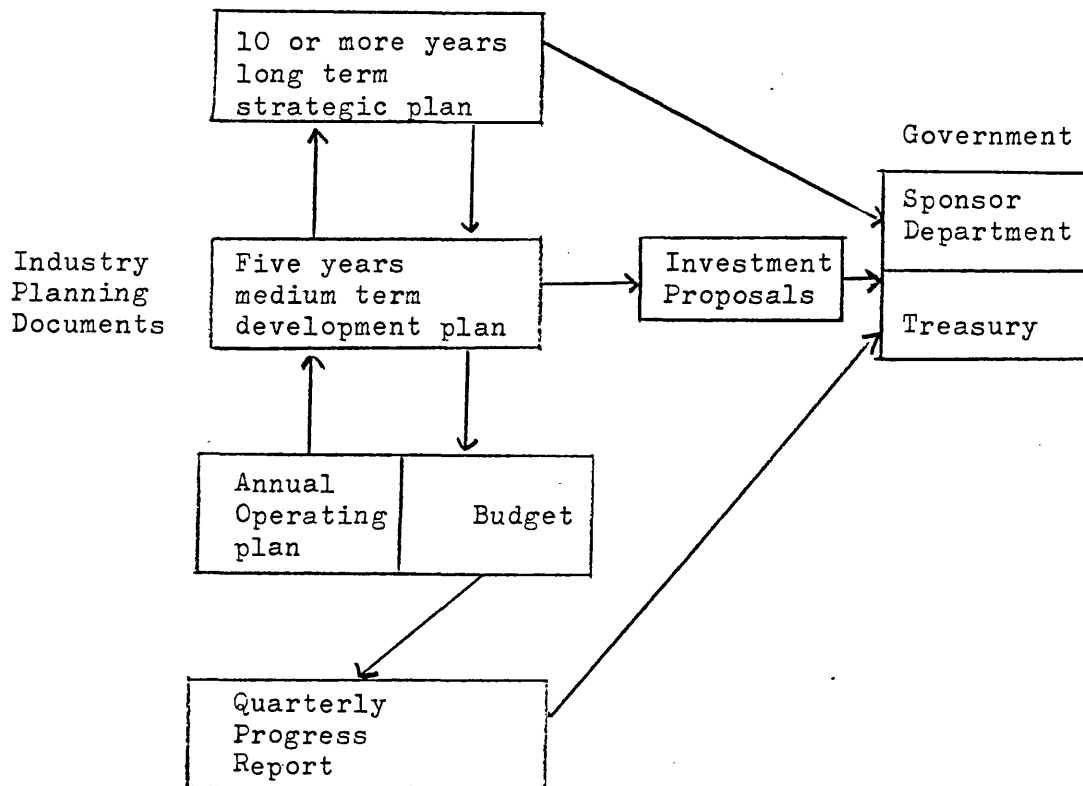 10 or more years
long term
strategic plan
Government
Sponsor
Department
Industry
Planning
Documents
Five years
medium term
development plan
Investment
Proposals
Treasury
Annual
Operating
plan
Budget
Quarterly
Progress
Report